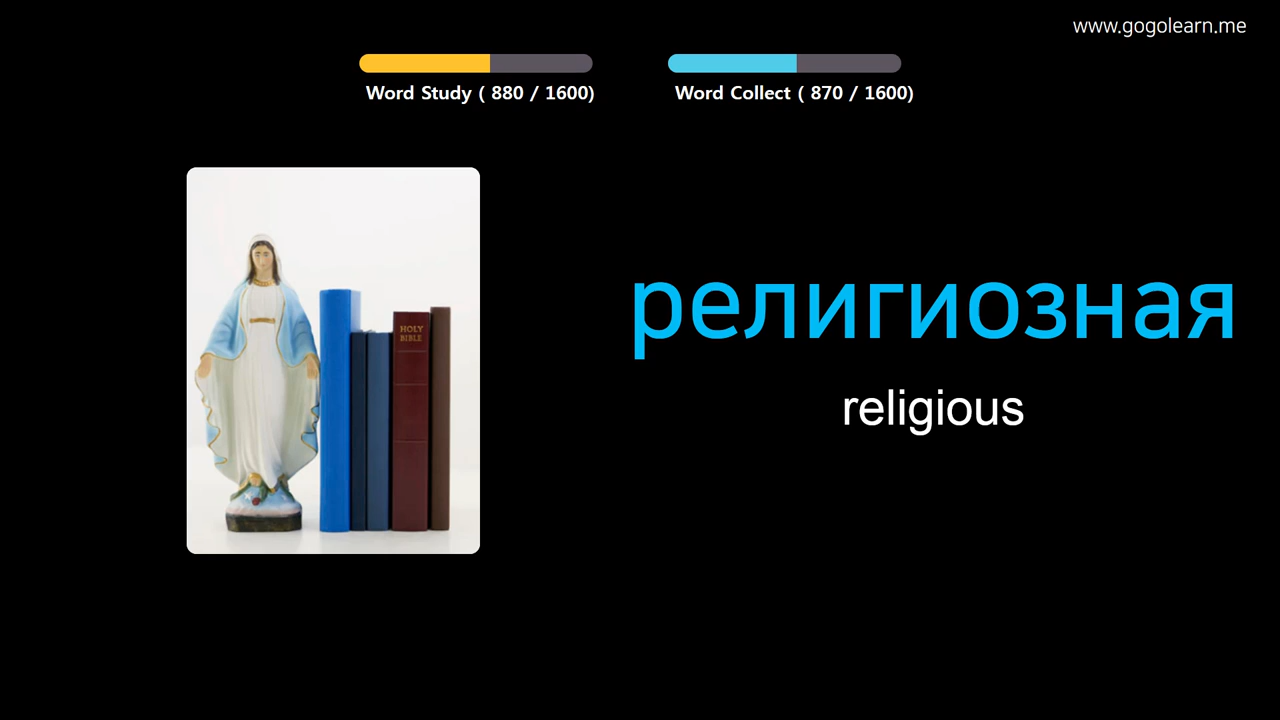 www.gogolearn.me
Word Study ( 880 / 1600)
Word Collect ( 870 / 1600)
HOLY
BIBLE
религиозная
religious